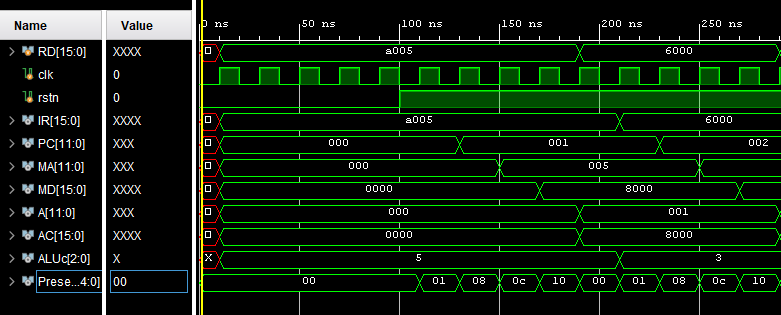 Name Value 0 ns 50 ns 100 ns 150 ns 200 ns 250 ns
RD[15:0] XXXX a005 6000
clk 0
rstn 0
IR[15:0] XXXX a005 6000
PC[11:0] XXX 000 001 002
MA[11:0] XXX 000 005
MD[15:0] XXXX 0000 8000
A[11:0] XXX 000 001
AC[15:0] XXXX 0000 8000
ALUc[2:0] X X 5 3
Prese...4:0] 00 00 01 08 0c 10 00 01 08 0c 10